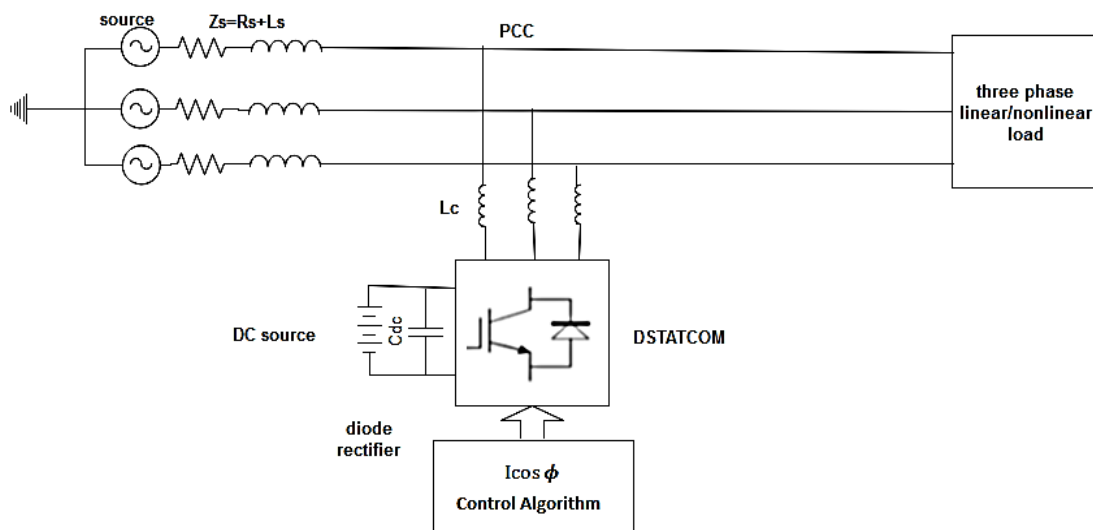 source
Zs=Rs+Ls
PCC
three phase
linear/nonlinear
load
Lc
DC source
Cdc
DSTATCOM
diode
rectifier
Icos ϕ
Control Algorithm